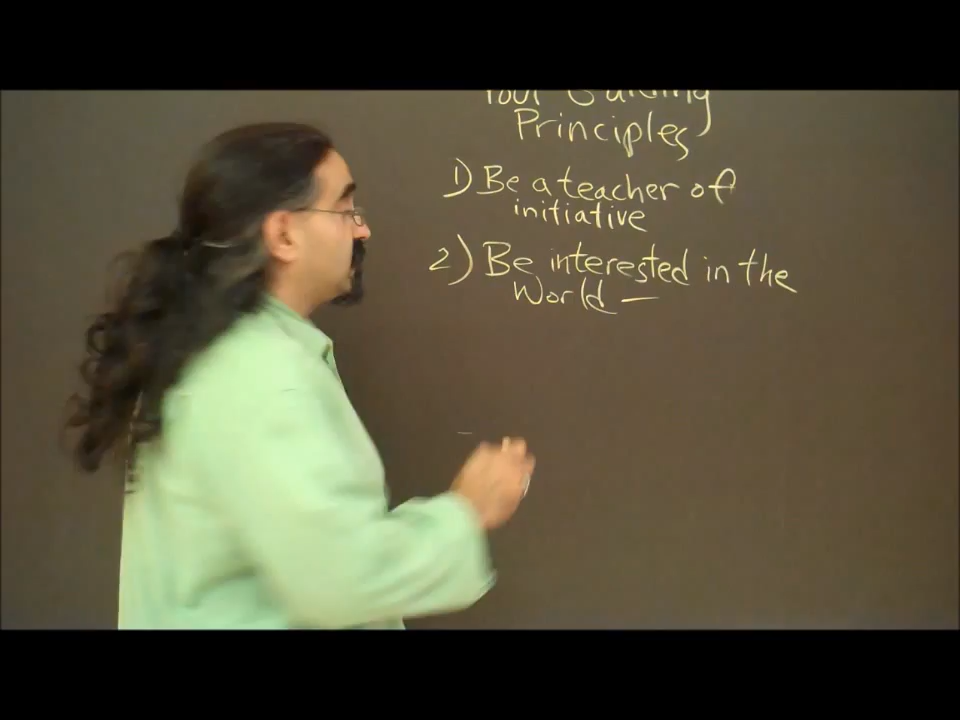 Principles
1) Be a teacher of
initiative
2) Be interested in the
World —